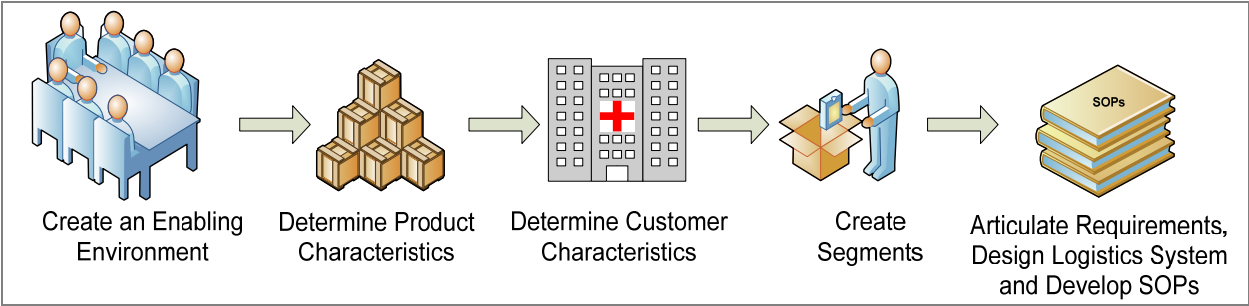 SOPs
Create an Enabling
Environment
Determine Product
Characteristics
Determine Customer
Characteristics
Create
Segments
Articulate Requirements,
Design Logistics System
and Develop SOPs